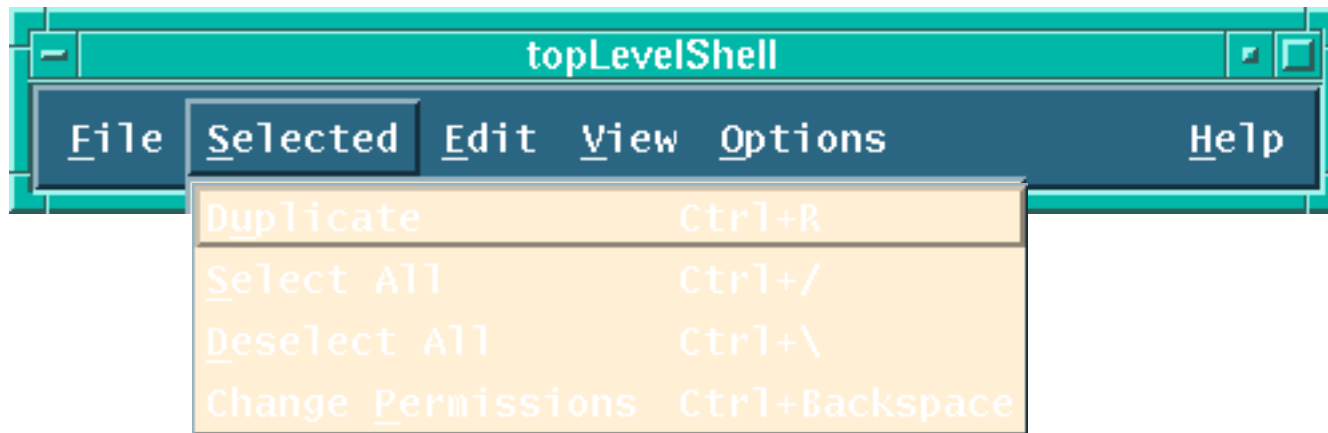 topLevelShell
File Selected Edit View Options Help
Duplicate Ctrl+R
Select All Ctrl+/
Deselect All Ctrl+\
Change Permissions Ctrl+Backspace